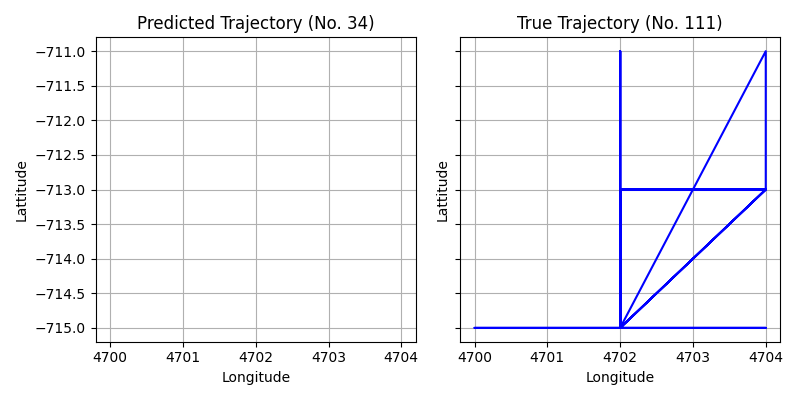 Predicted Trajectory (No. 34)
True Trajectory (No. 111)
−711.0
−711.5
−712.0
−712.5
−713.0
−713.5
−714.0
−714.5
−715.0
Lattitude
Lattitude
4700 4701 4702 4703 4704
4700 4701 4702 4703 4704
Longitude
Longitude